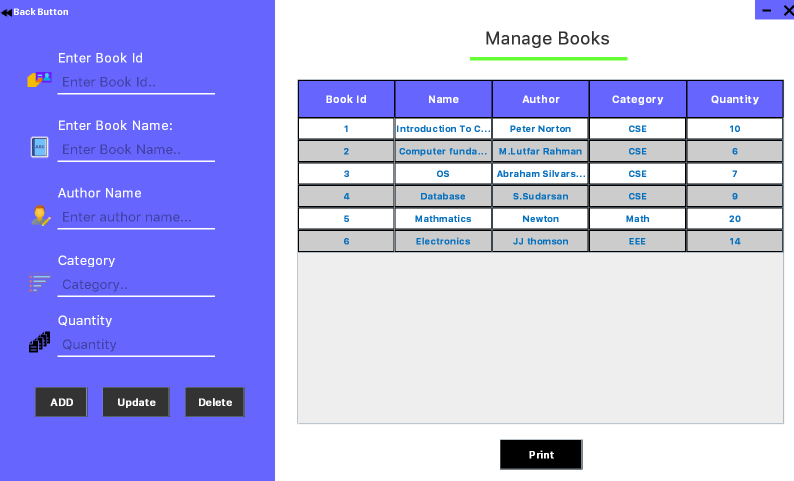 Back Button
Enter Book Id
Enter Book Id..
Enter Book Name:
Enter Book Name..
Author Name
Enter author name...
Category
Category..
Quantity
Quantity
ADD Update Delete
Manage Books
Book Id Name Author Category Quantity
1 Introduction To C... Peter Norton CSE 10
2 Computer funda... M.Lutfar Rahman CSE 6
3 OS Abraham Silvars... CSE 7
4 Database S.Sudarsan CSE 9
5 Mathmatics Newton Math 20
6 Electronics JJ thomson EEE 14
Print